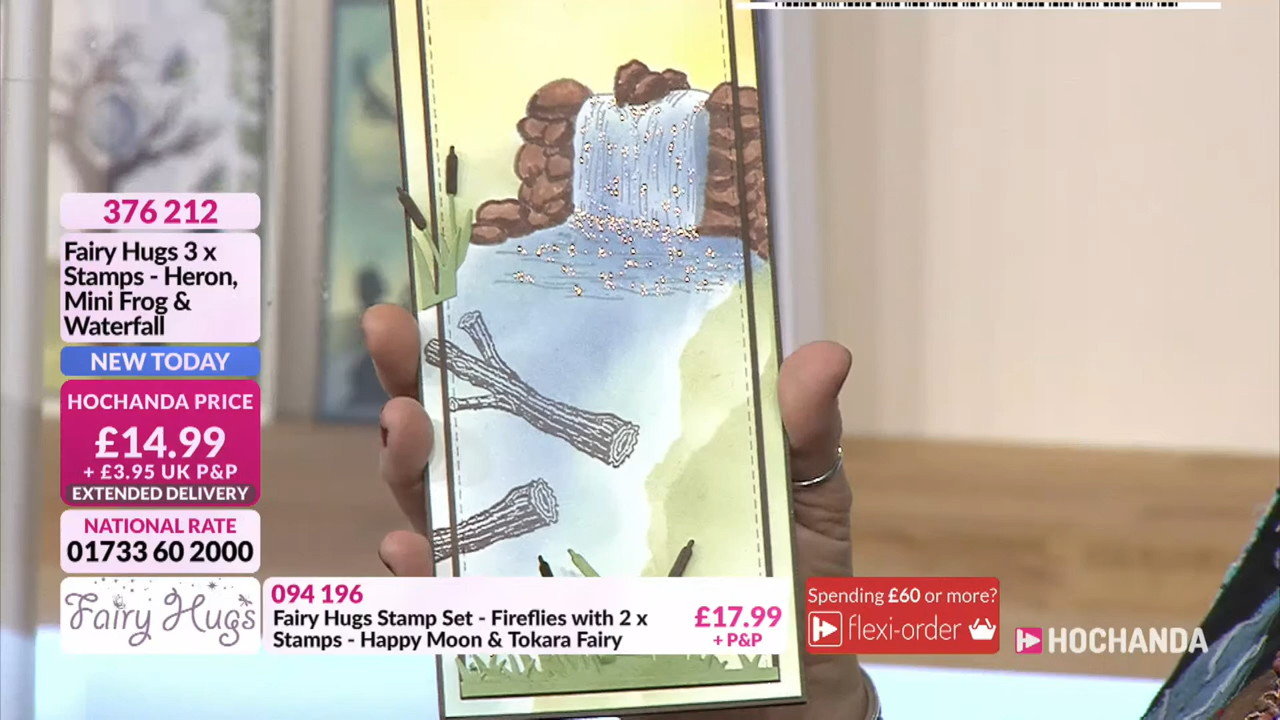 376 212
Fairy Hugs 3 x
Stamps - Heron,
Mini Frog &
Waterfall
NEW TODAY
HOCHANDA PRICE
£14.99
+ £3.95 UK P&P
EXTENDED DELIVERY
NATIONAL RATE
01733 60 2000
Fairy Hugs
094 196
Fairy Hugs Stamp Set - Fireflies with 2 x
Stamps - Happy Moon & Tokara Fairy
£17.99
+ P&P
Spending £60 or more?
flexi-order
HOCHANDA